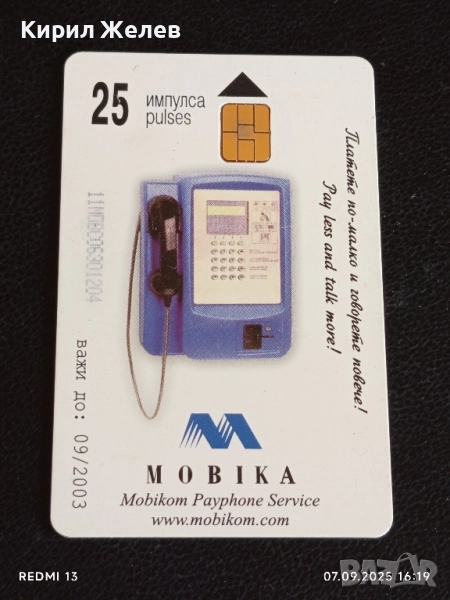 Кирил Желев
25 импулса
pulses
Платете по-малко и говорете повече!
Pay less and talk more!
важи до: 09/2003
MOBIKA
Mobikom Payphone Service
www.mobikom.com
REDMI 13
07.09.2025 16:19
BAZAR